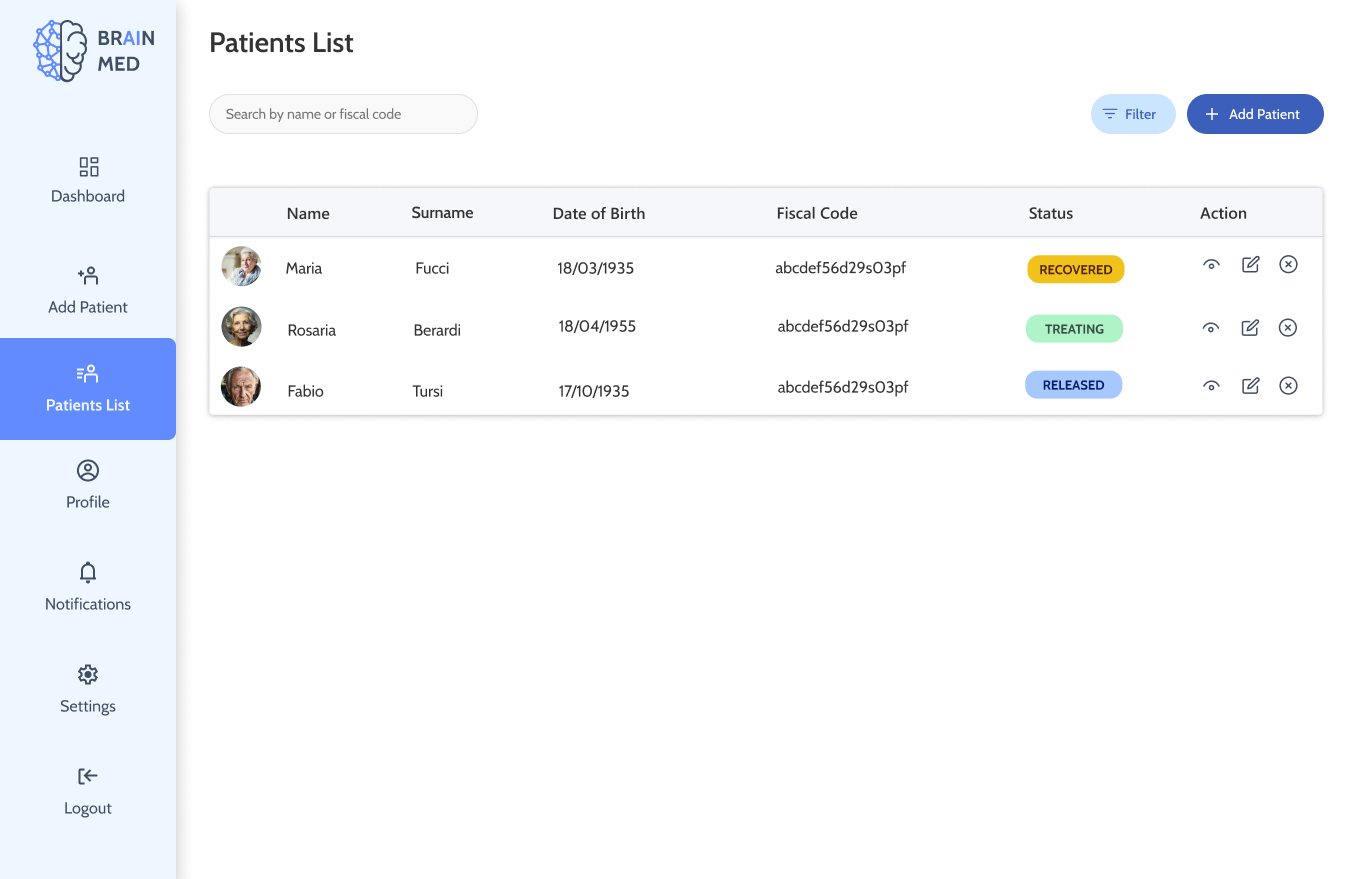 BRAIN
MED
Dashboard
Add Patient
Patients List
Profile
Notifications
Settings
Logout
Patients List
Search by name or fiscal code
Filter
Add Patient
Name Surname Date of Birth Fiscal Code Status Action
Maria Fucci 18/03/1935 abcdef56d29s03pf RECOVERED
Rosaria Berardi 18/04/1955 abcdef56d29s03pf TREATING
Fabio Tursi 17/10/1935 abcdef56d29s03pf RELEASED